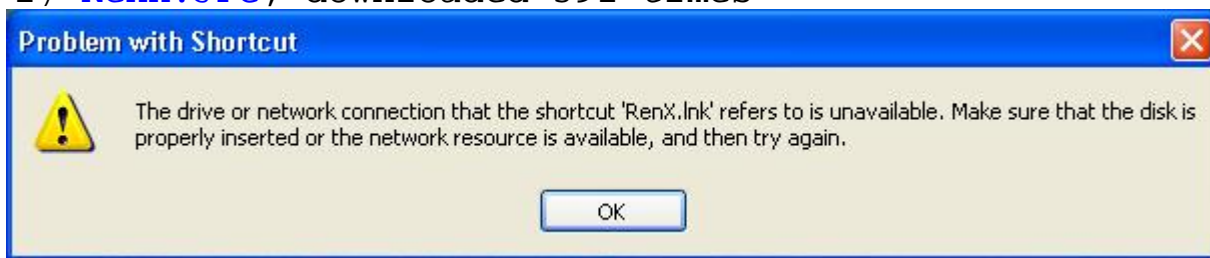 Problem with Shortcut
The drive or network connection that the shortcut 'RenX.lnk' refers to is unavailable. Make sure that the disk is
properly inserted or the network resource is available, and then try again.
OK